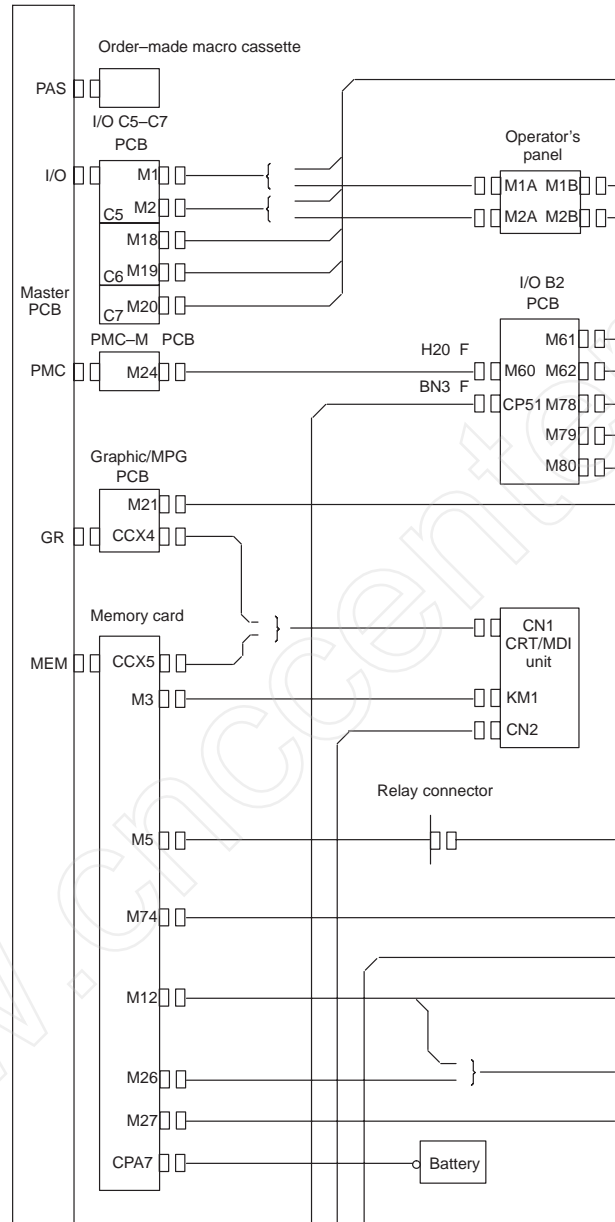 Order–made macro cassette
PAS
I/O C5–C7
PCB
Operator's
panel
I/O
M1
M1A M1B
C5 M2
M2A M2B
M18
C6 M19
I/O B2
PCB
Master
PCB
C7 M20
PMC–M PCB
M61
H20 F
PMC
M24
M60 M62
BN3 F
CP51 M78
M79
Graphic/MPG
PCB
M80
M21
GR
CCX4
Memory card
CN1
CRT/MDI
unit
MEM
CCX5
M3
KM1
CN2
Relay connector
M5
M74
M12
M26
M27
CPA7
Battery
www.cnccenter